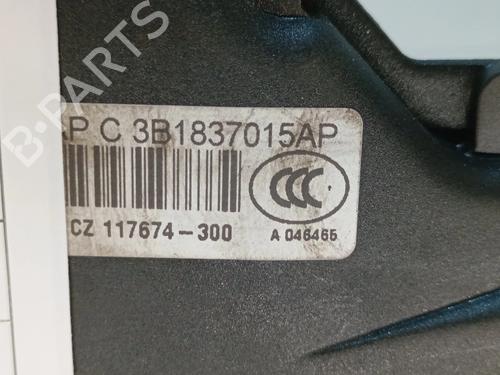 B-PARTS
P C 3B1837015AP
CCC
CZ 117674-300
A 046465